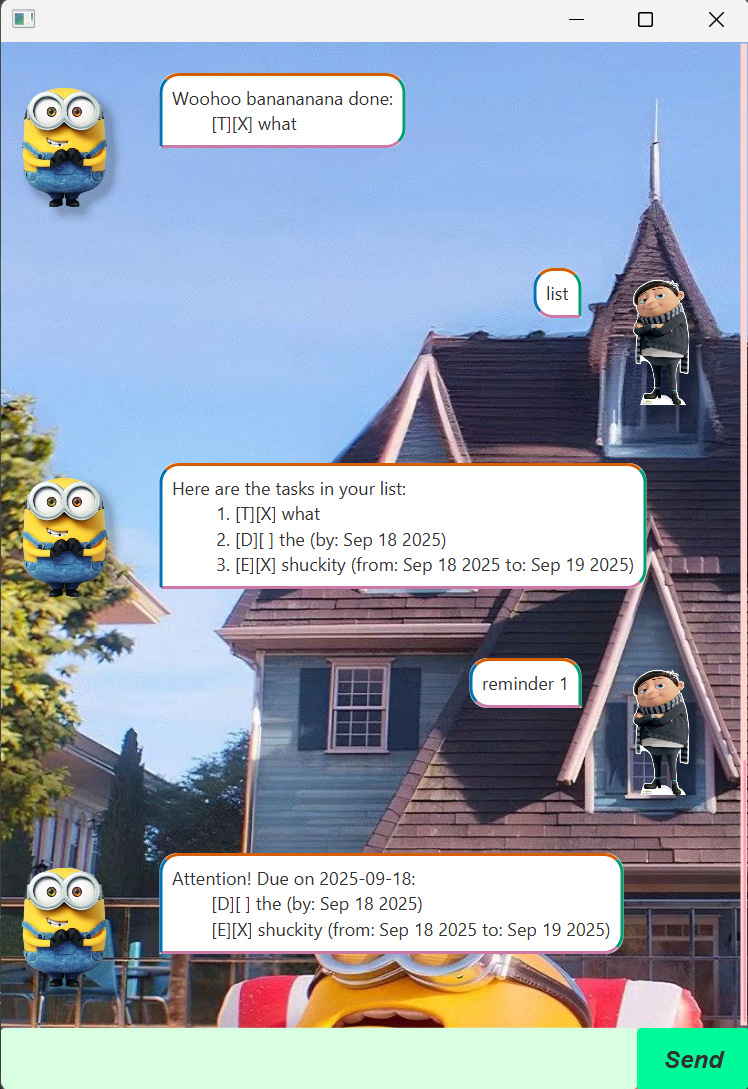 Woohoo banananana done:
[T][X] what
list
Here are the tasks in your list:
1. [T][X] what
2. [D][ ] the (by: Sep 18 2025)
3. [E][X] shuckity (from: Sep 18 2025 to: Sep 19 2025)
reminder 1
Attention! Due on 2025-09-18:
[D][ ] the (by: Sep 18 2025)
[E][X] shuckity (from: Sep 18 2025 to: Sep 19 2025)
Send